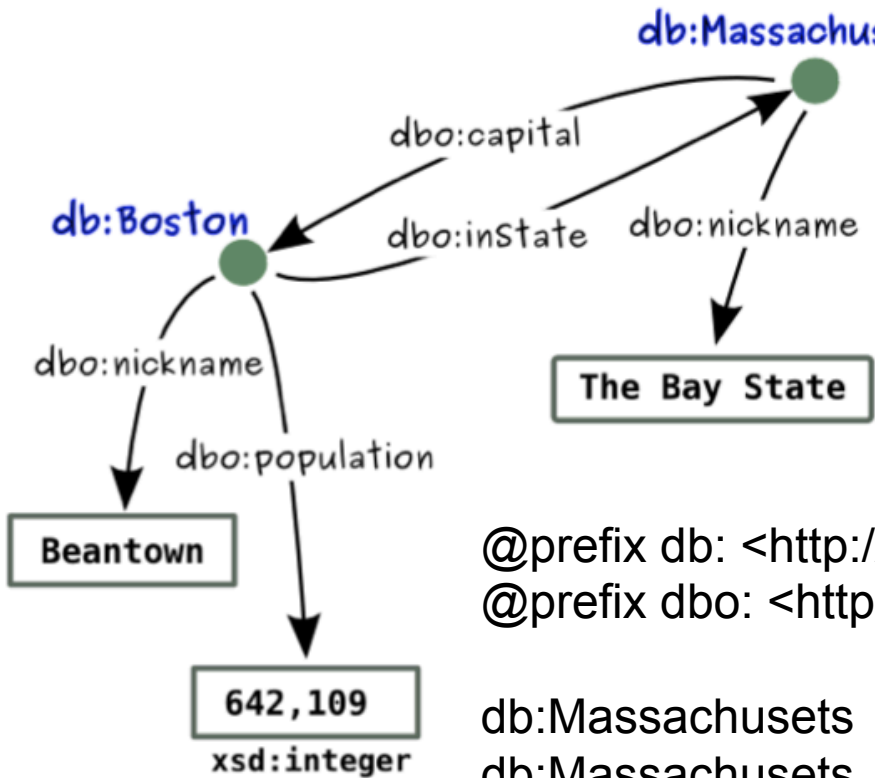 db:Massachus
dbo:capital
db:Boston
dbo:inState
dbo:nickname
dbo:nickname
The Bay State
dbo:population
Beantown
@prefix db: <http:/
@prefix dbo: <http
642,109
xsd:integer
db:Massachusets
db:Massachusets